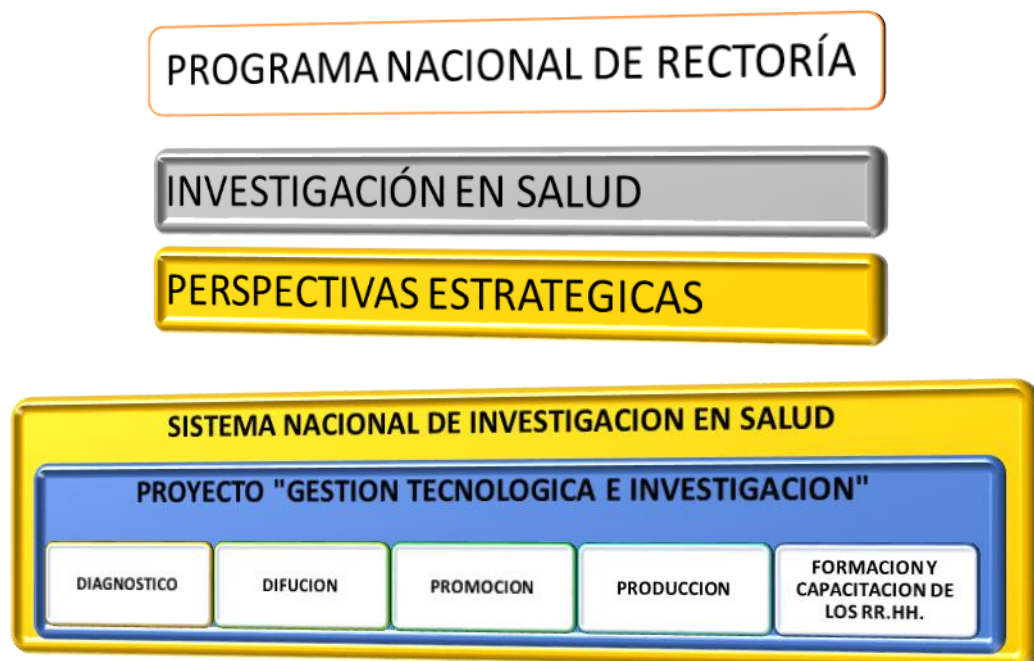 PROGRAMA NACIONAL DE RECTORÍA
INVESTIGACIÓN EN SALUD
PERSPECTIVAS ESTRATEGICAS
SISTEMA NACIONAL DE INVESTIGACION EN SALUD
PROYECTO "GESTION TECNOLOGICA E INVESTIGACION"
DIAGNOSTICO
DIFUCION
PROMOCION
PRODUCCION
FORMACION Y
CAPACITACION DE
LOS RR.HH.